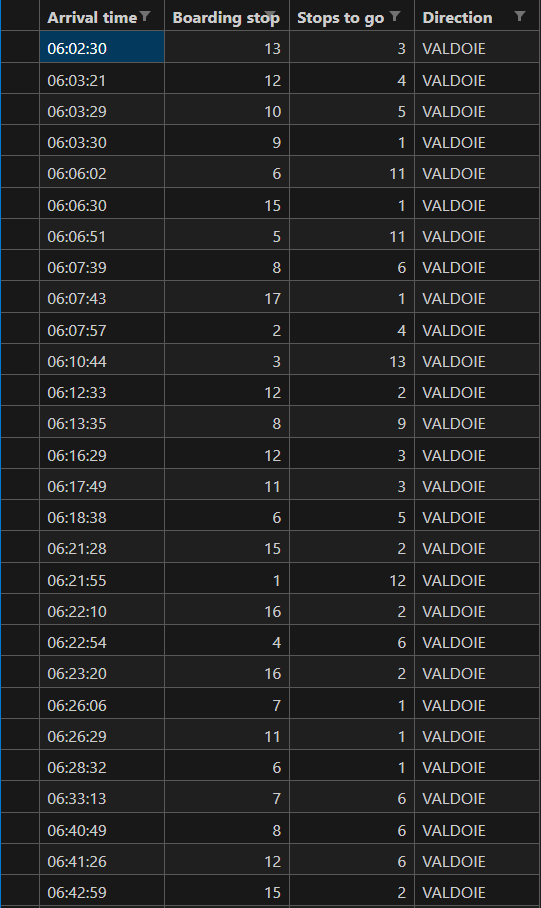 Arrival time Boarding stop Stops to go Direction
06:02:30 13 3 VALDOIE
06:03:21 12 4 VALDOIE
06:03:29 10 5 VALDOIE
06:03:30 9 1 VALDOIE
06:06:02 6 11 VALDOIE
06:06:30 15 1 VALDOIE
06:06:51 5 11 VALDOIE
06:07:39 8 6 VALDOIE
06:07:43 17 1 VALDOIE
06:07:57 2 4 VALDOIE
06:10:44 3 13 VALDOIE
06:12:33 12 2 VALDOIE
06:13:35 8 9 VALDOIE
06:16:29 12 3 VALDOIE
06:17:49 11 3 VALDOIE
06:18:38 6 5 VALDOIE
06:21:28 15 2 VALDOIE
06:21:55 1 12 VALDOIE
06:22:10 16 2 VALDOIE
06:22:54 4 6 VALDOIE
06:23:20 16 2 VALDOIE
06:26:06 7 1 VALDOIE
06:26:29 11 1 VALDOIE
06:28:32 6 1 VALDOIE
06:33:13 7 6 VALDOIE
06:40:49 8 6 VALDOIE
06:41:26 12 6 VALDOIE
06:42:59 15 2 VALDOIE